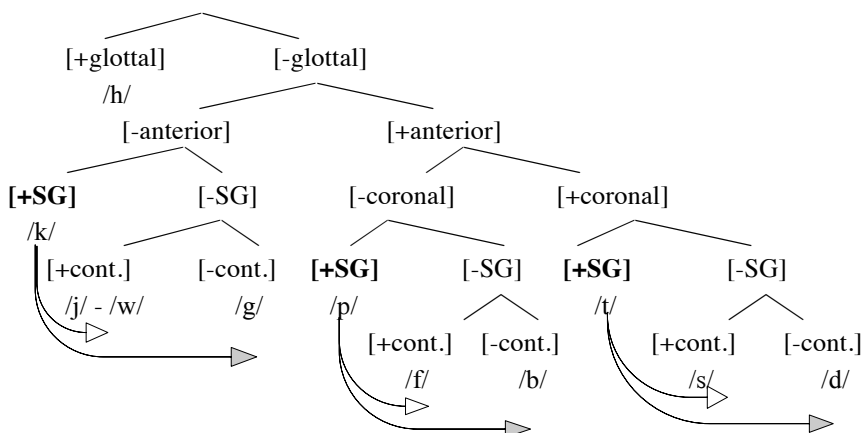 [+glottal] [-glottal]
/h/
[-anterior] [+anterior]
[+SG] [-SG] [-coronal] [+coronal]
/k/
[+cont.] [-cont.] [+SG] [-SG] [+SG] [-SG]
/j/ - /w/ /g/ /p/ /t/
[+cont.] [-cont.] [+cont.] [-cont.]
/f/ /b/ /s/ /d/